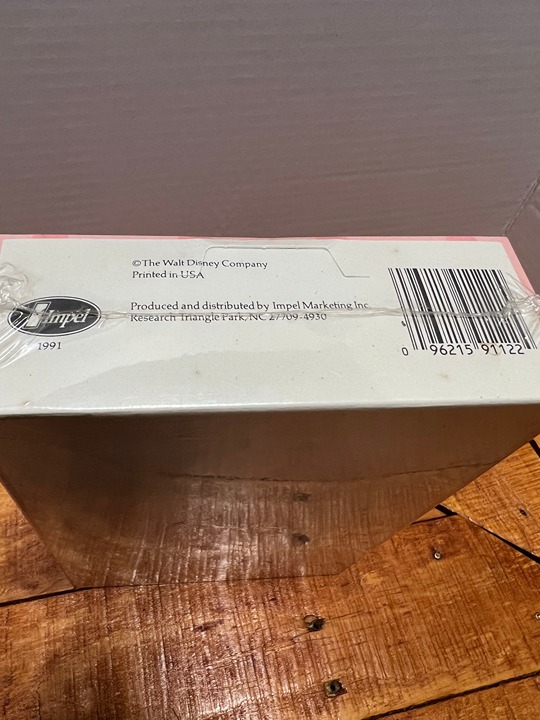 ©The Walt Disney Company
Printed in USA
Produced and distributed by Impel Marketing Inc.
Research Triangle Park, NC 27709-4930
Impel
1991
0 96215 91122